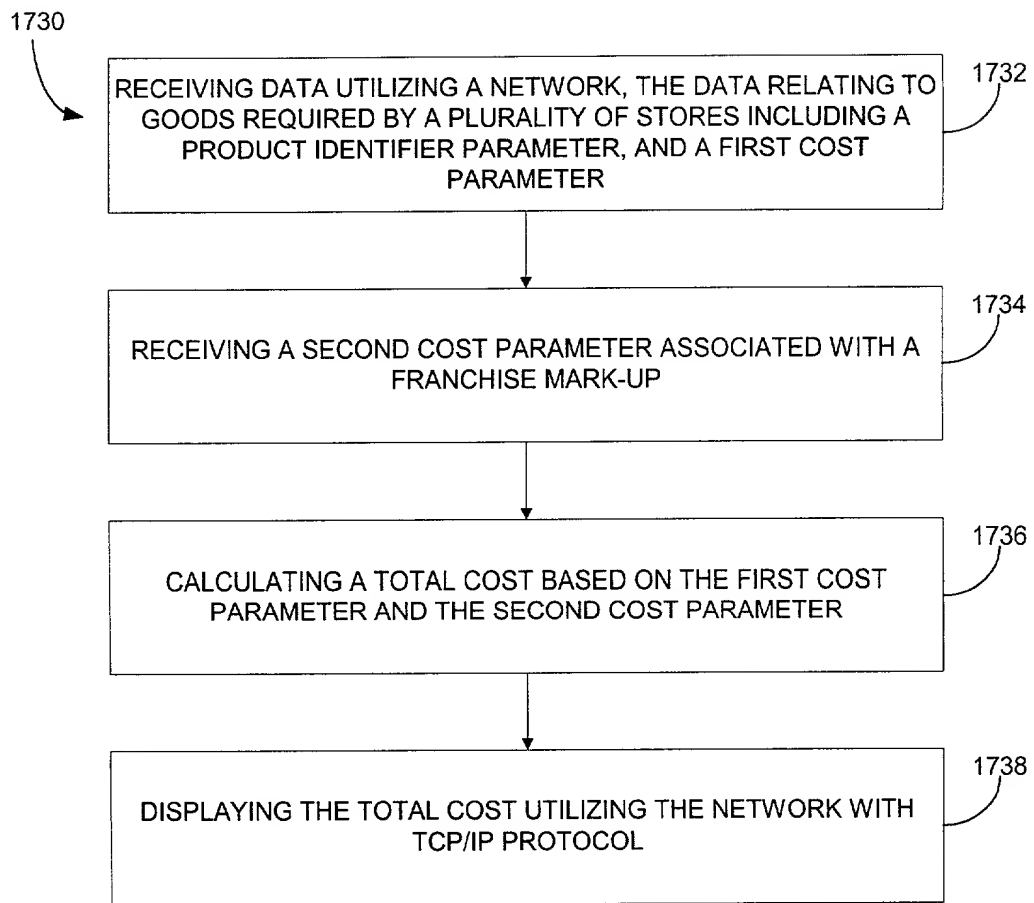 1730
RECEIVING DATA UTILIZING A NETWORK, THE DATA RELATING TO
GOODS REQUIRED BY A PLURALITY OF STORES INCLUDING A
PRODUCT IDENTIFIER PARAMETER, AND A FIRST COST
PARAMETER
1732
RECEIVING A SECOND COST PARAMETER ASSOCIATED WITH A
FRANCHISE MARK-UP
1734
CALCULATING A TOTAL COST BASED ON THE FIRST COST
PARAMETER AND THE SECOND COST PARAMETER
1736
DISPLAYING THE TOTAL COST UTILIZING THE NETWORK WITH
TCP/IP PROTOCOL
1738